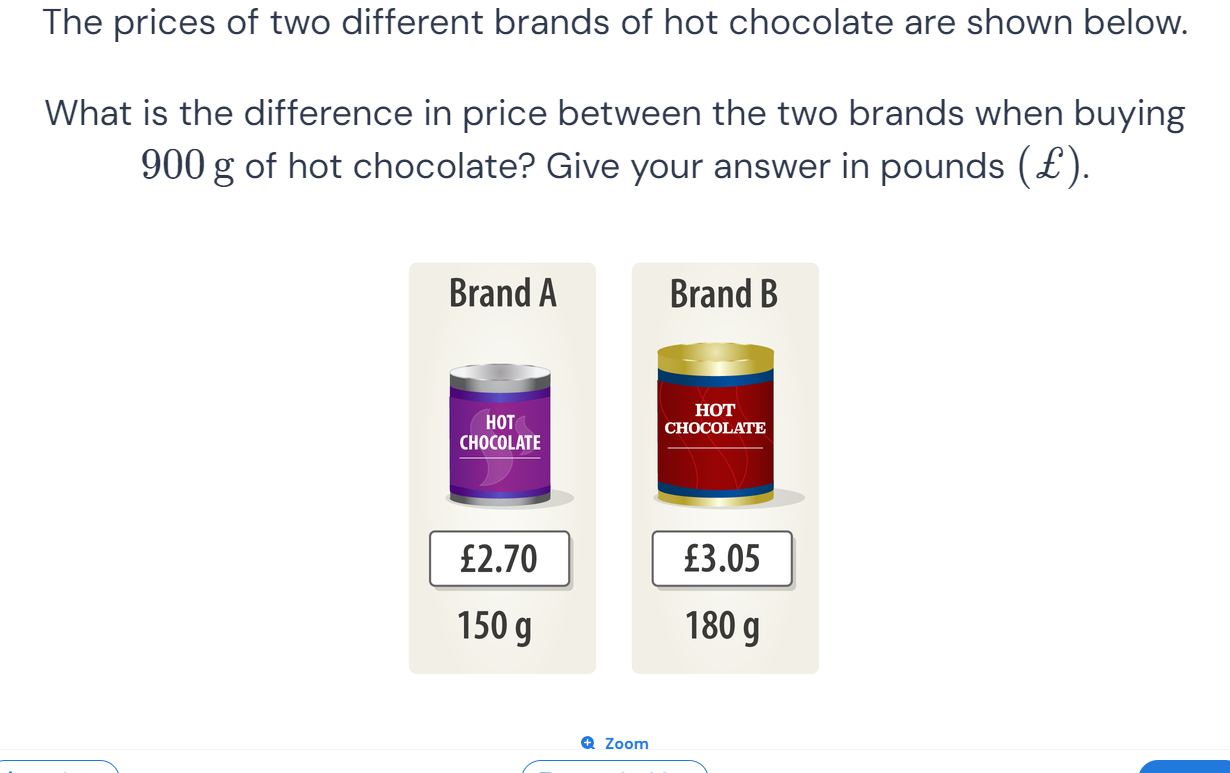 The prices of two different brands of hot chocolate are shown below.
What is the difference in price between the two brands when buying
900 g of hot chocolate? Give your answer in pounds (£).
Brand A
Brand B
HOT
CHOCOLATE
HOT
CHOCOLATE
£2.70
£3.05
150 g
180 g
Zoom